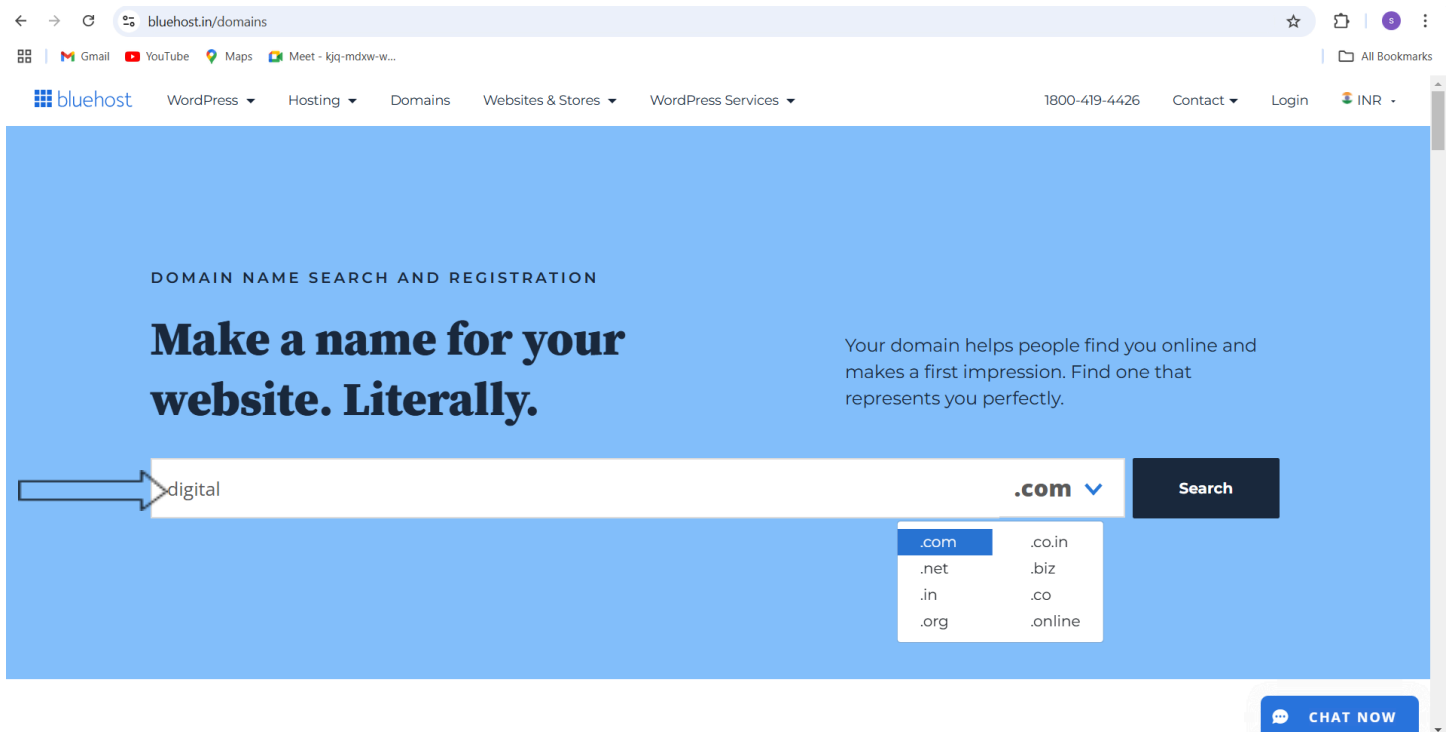 bluehost.in/domains
S
Gmail YouTube Maps Meet - kjq-mdxw-w... All Bookmarks
bluehost WordPress Hosting Domains Websites & Stores WordPress Services 1800-419-4426 Contact Login INR
DOMAIN NAME SEARCH AND REGISTRATION
Make a name for your
website. Literally.
Your domain helps people find you online and
makes a first impression. Find one that
represents you perfectly.
digital .com Search
.com .co.in
.net .biz
.in .co
.org .online
CHAT NOW